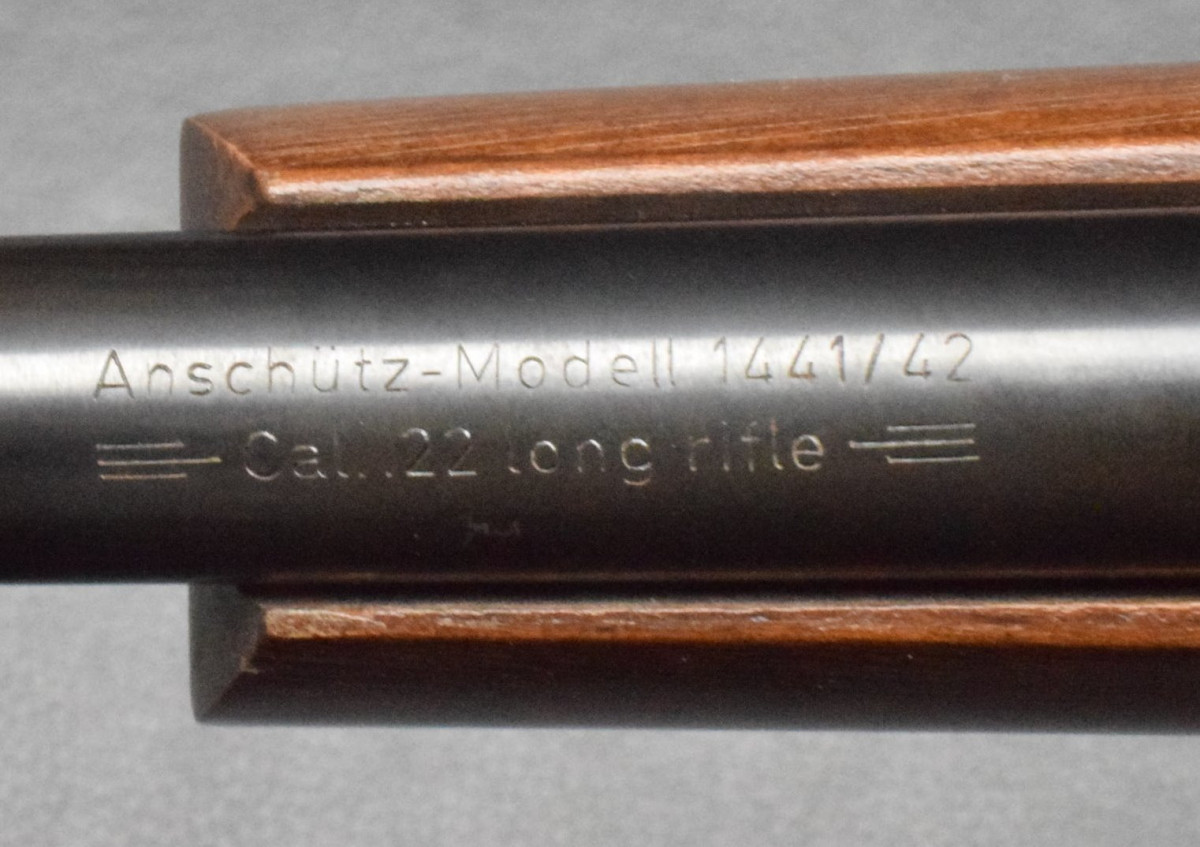 Anschütz-Modell 1441/42
Cal. .22 long rifle